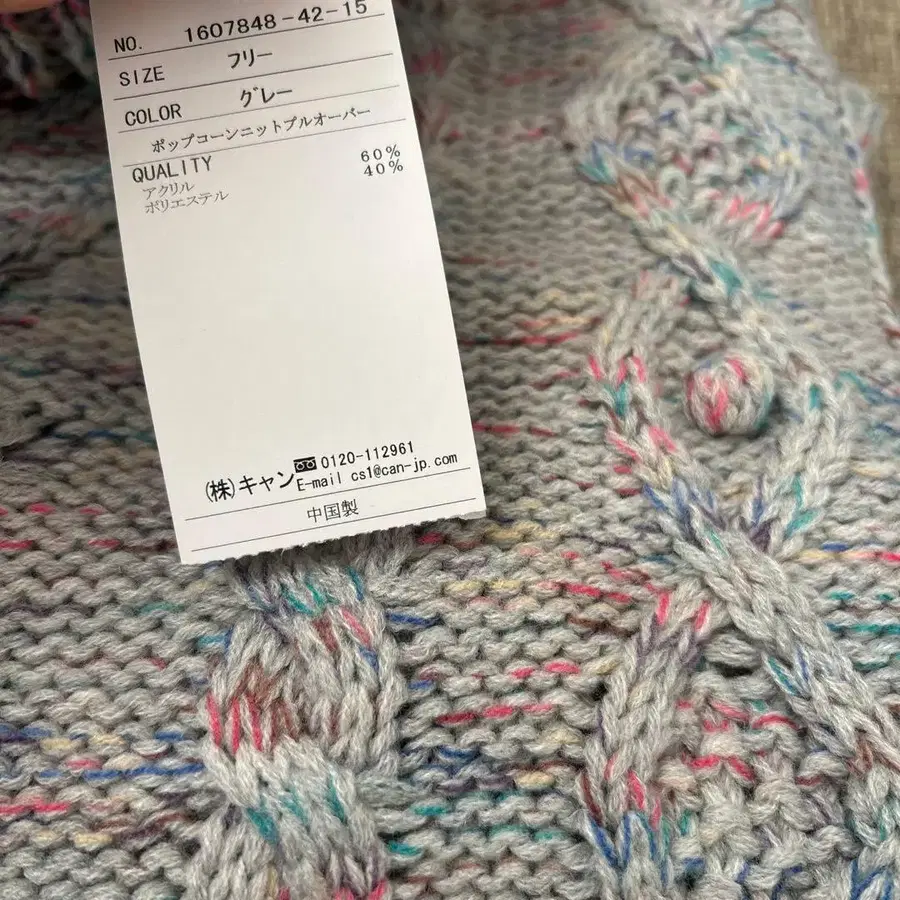 NO. 1607848-42-15
SIZE フリー
COLOR グレー
ポップコーンニットプルオーバー
QUALITY
アクリル 60%
ポリエステル 40%
(株)キャン 0120-112961
E-mail cs1@can-jp.com
中国製